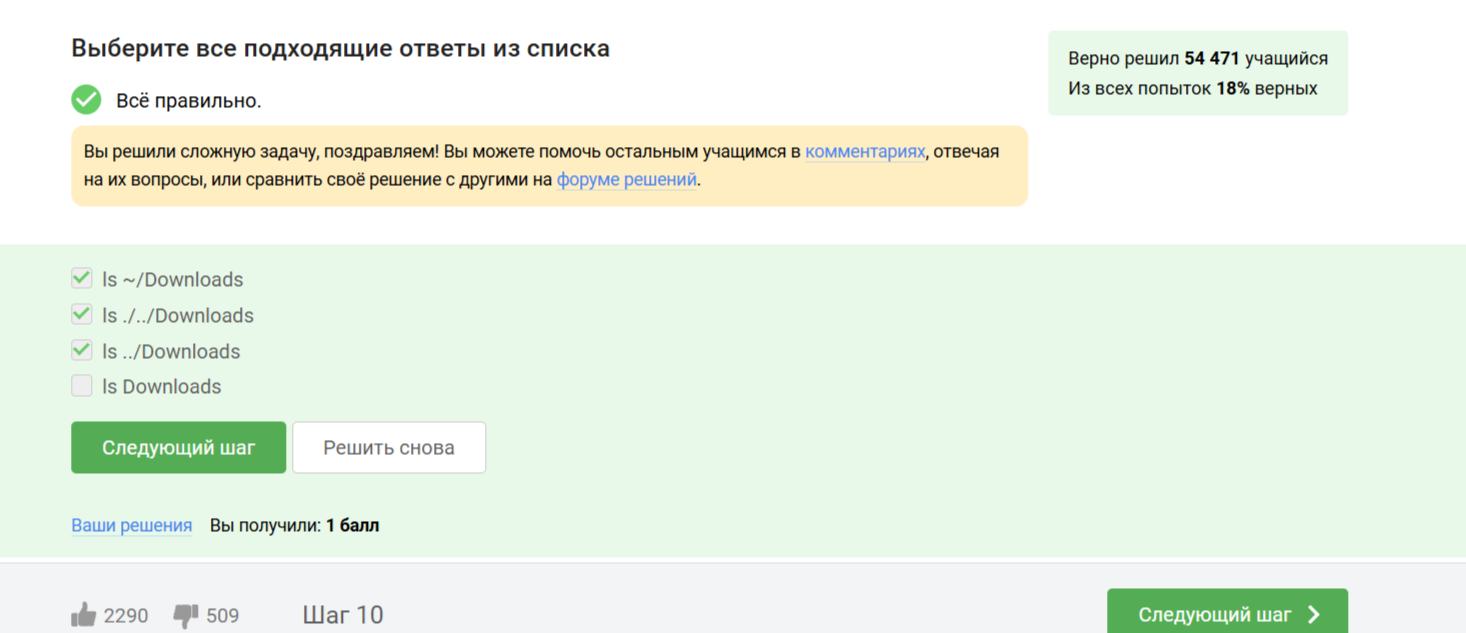 Выберите все подходящие ответы из списка
Верно решил 54 471 учащийся
Из всех попыток 18% верных
Всё правильно.
Вы решили сложную задачу, поздравляем! Вы можете помочь остальным учащимся в комментариях, отвечая
на их вопросы, или сравнить своё решение с другими на форуме решений.
ls ~/Downloads
ls ./../Downloads
ls ../Downloads
ls Downloads
Следующий шаг
Решить снова
Ваши решения Вы получили: 1 балл
2290 509 Шаг 10 Следующий шаг